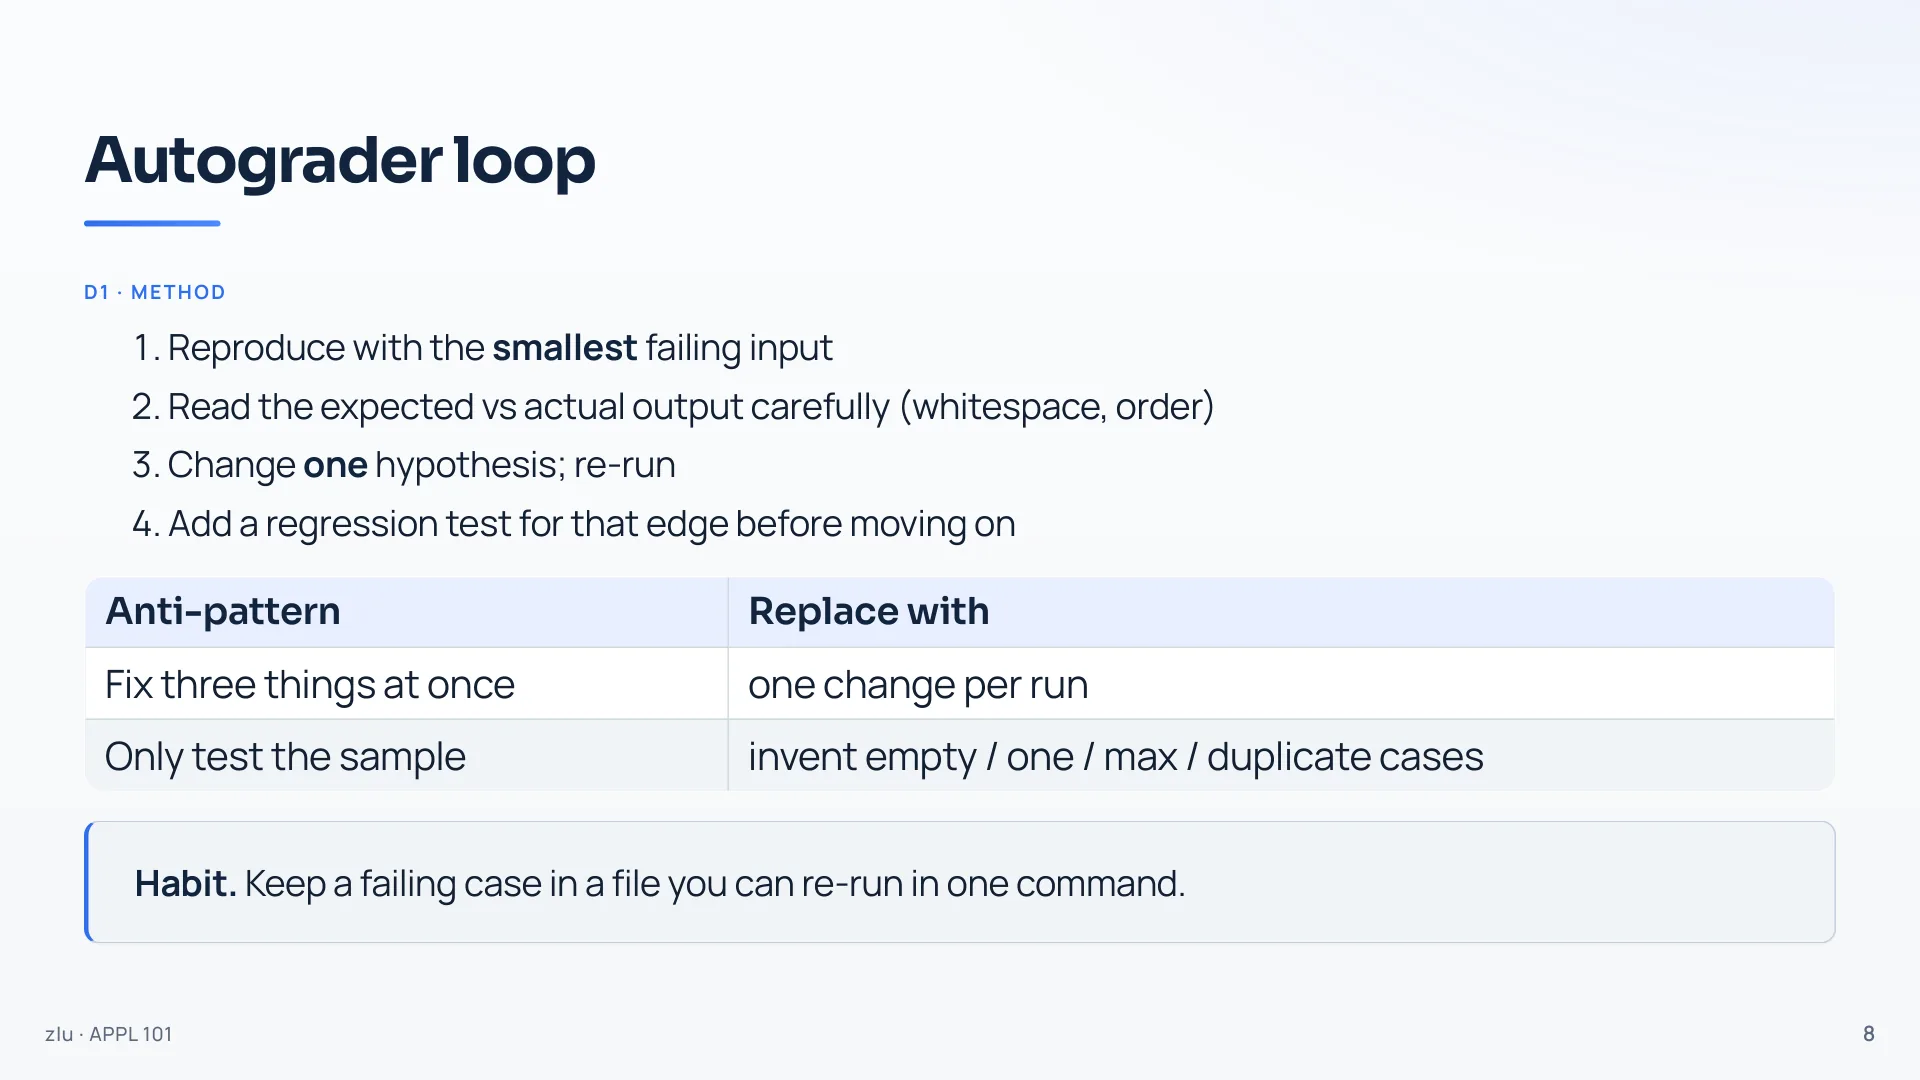 Autograder loop
D1 · METHOD
1. Reproduce with the smallest failing input
2. Read the expected vs actual output carefully (whitespace, order)
3. Change one hypothesis; re-run
4. Add a regression test for that edge before moving on
Anti-pattern Replace with
Fix three things at once one change per run
Only test the sample invent empty / one / max / duplicate cases
Habit. Keep a failing case in a file you can re-run in one command.
zlu · APPL 101 8